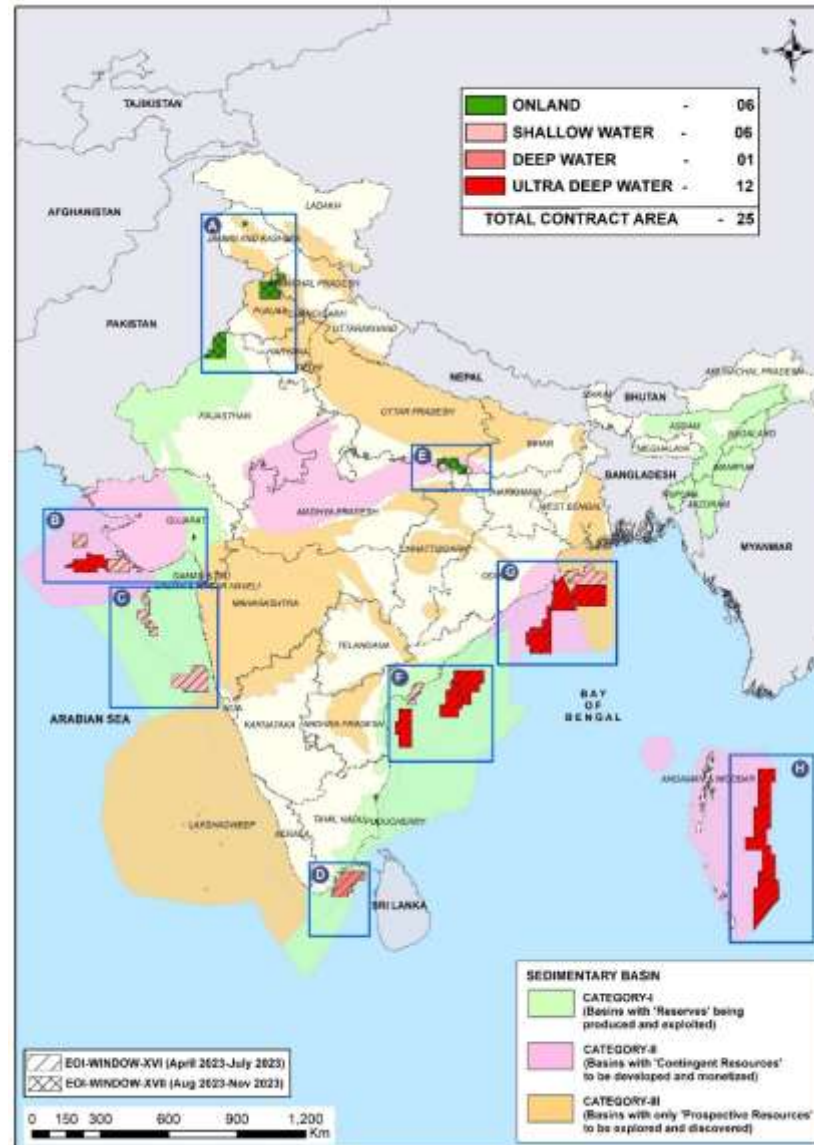 TAJIKISTAN
ONLAND - 06
SHALLOW WATER - 06
DEEP WATER - 01
ULTRA DEEP WATER - 12
TOTAL CONTRACT AREA - 25
AFGHANISTAN
LADAKH
A
JAMMU AND KASHMIR
PUNJAB
UTTARAKHAND
PAKISTAN
NEPAL
BHUTAN
ARUNACHAL PRADESH
RAJASTHAN
UTTAR PRADESH
ASSAM
NAGALAND
MEGHALAYA
MANIPUR
BIHAR
E
BANGLADESH
MIZORAM
JHARKHAND
WEST BENGAL
MADHYA PRADESH
GUJARAT
B
MYANMAR
CHHATTISGARH
G
C
MAHARASHTRA
TELANGANA
F
GOA
BAY
OF
BENGAL
ARABIAN SEA
KARNATAKA
ANDHRA PRADESH
ANDAMAN & NICOBAR
H
LAKSHADWEEP
TAMIL NADU
PUDUCHERRY
KERALA
D
SRI LANKA
SEDIMENTARY BASIN
CATEGORY-I
(Basins with 'Reserves' being
produced and exploited)
CATEGORY-II
(Basins with 'Contingent Resources'
to be developed and monetized)
CATEGORY-III
(Basins with only 'Prospective Resources'
to be explored and discovered)
EOI-WINDOW-XVI (April 2023-July 2023)
EOI-WINDOW-XVII (Aug 2023-Nov 2023)
0 150 300 600 900 1,200
Km